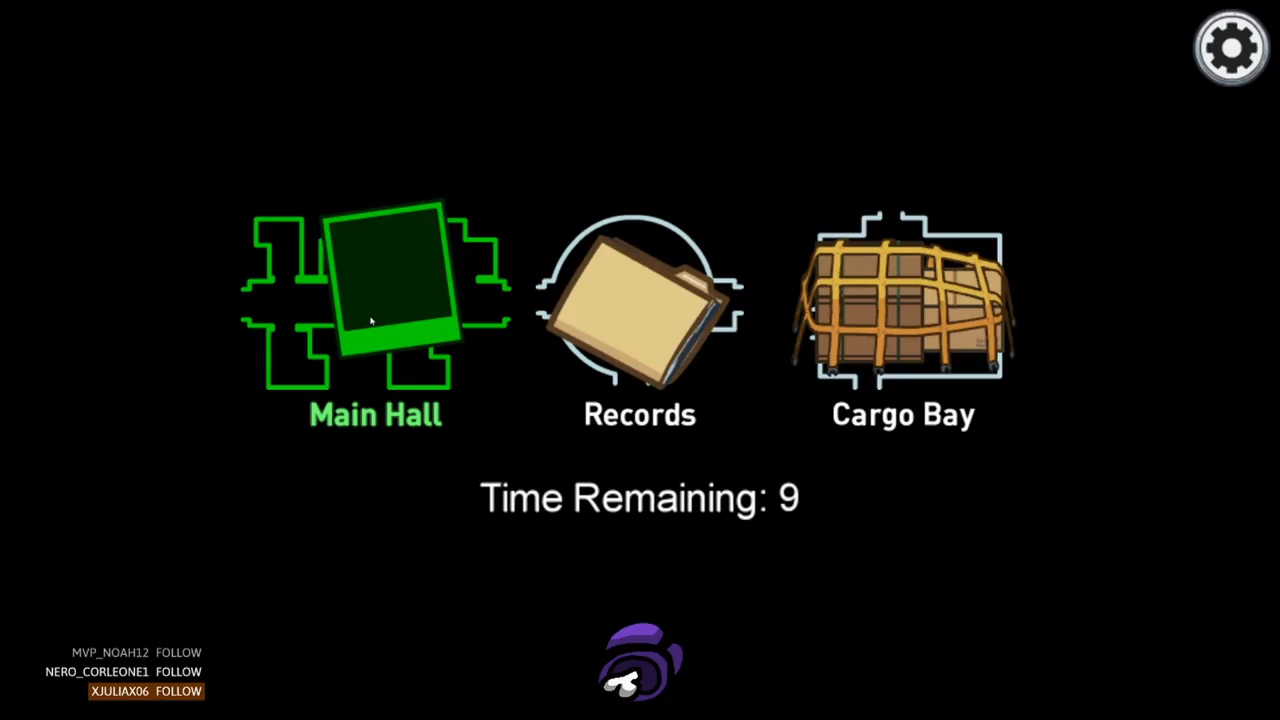 Main Hall
Records
Cargo Bay
Time Remaining: 9
MVP_NOAH12 FOLLOW
NERO_CORLEONE1 FOLLOW
XJULIAX06 FOLLOW